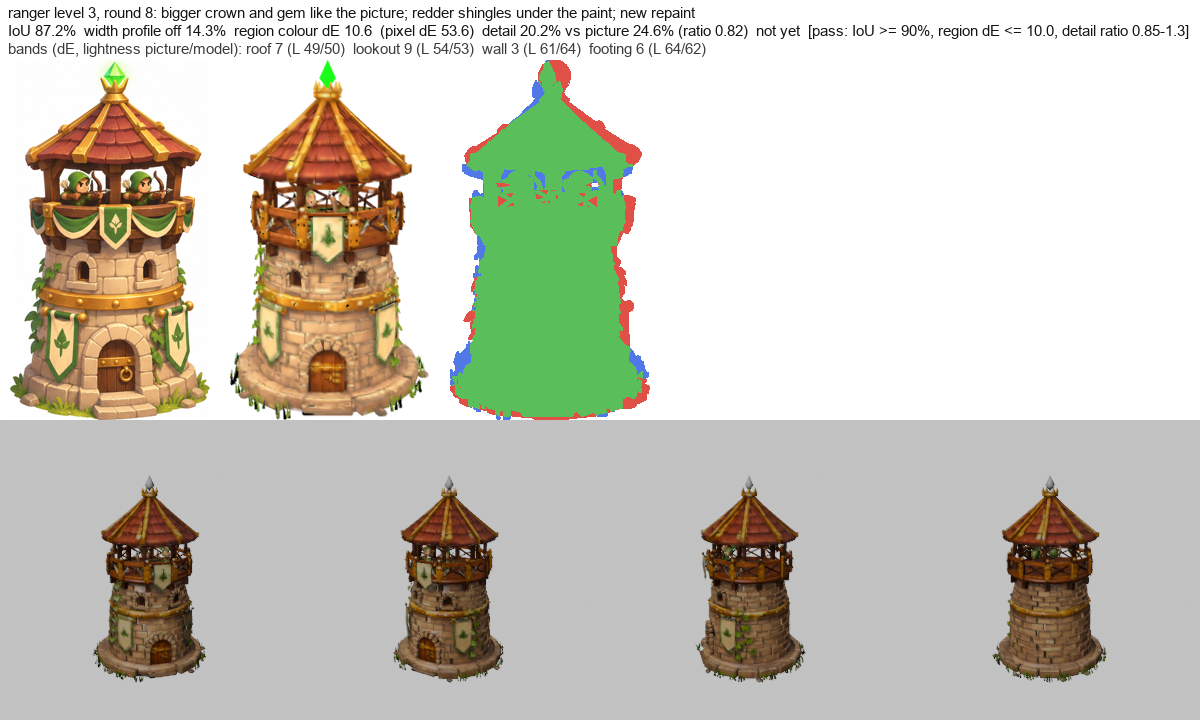 ranger level 3, round 8: bigger crown and gem like the picture; redder shingles under the paint; new repaint
IoU 87.2%  width profile off 14.3%  region colour dE 10.6  (pixel dE 53.6)  detail 20.2% vs picture 24.6% (ratio 0.82)  not yet  [pass: IoU >= 90%, region dE <= 10.0, detail ratio 0.85-1.3]
bands (dE, lightness picture/model): roof 7 (L 49/50)  lookout 9 (L 54/53)  wall 3 (L 61/64)  footing 6 (L 64/62)